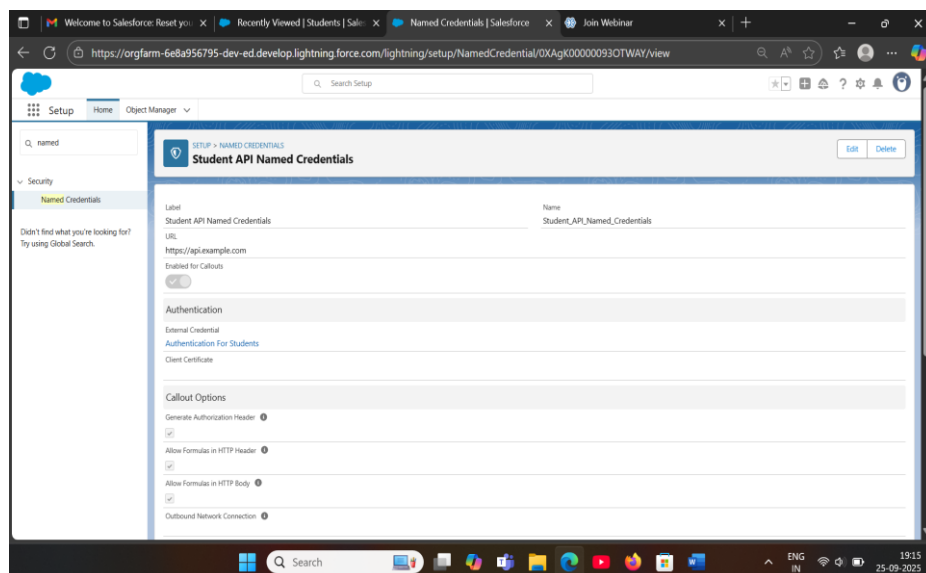 Welcome to Salesforce: Reset you
Recently Viewed | Students | Sale
Named Credentials | Salesforce
Join Webinar
https://orgfarm-6e8a956795-dev-ed.develop.lightning.force.com/lightning/setup/NamedCredential/0XAgK00000093OTWAY/view
Search Setup
Setup
Home
Object Manager
named
SETUP > NAMED CREDENTIALS
Student API Named Credentials
Edit
Delete
Security
Named Credentials
Didn't find what you're looking for?
Try using Global Search.
Label
Student API Named Credentials
Name
Student_API_Named_Credentials
URL
https://api.example.com
Enabled for Callouts
Authentication
External Credential
Authentication For Students
Client Certificate
Callout Options
Generate Authorization Header
Allow Formulas in HTTP Header
Allow Formulas in HTTP Body
Outbound Network Connection
Search
ENG
IN
19:15
25-09-2025